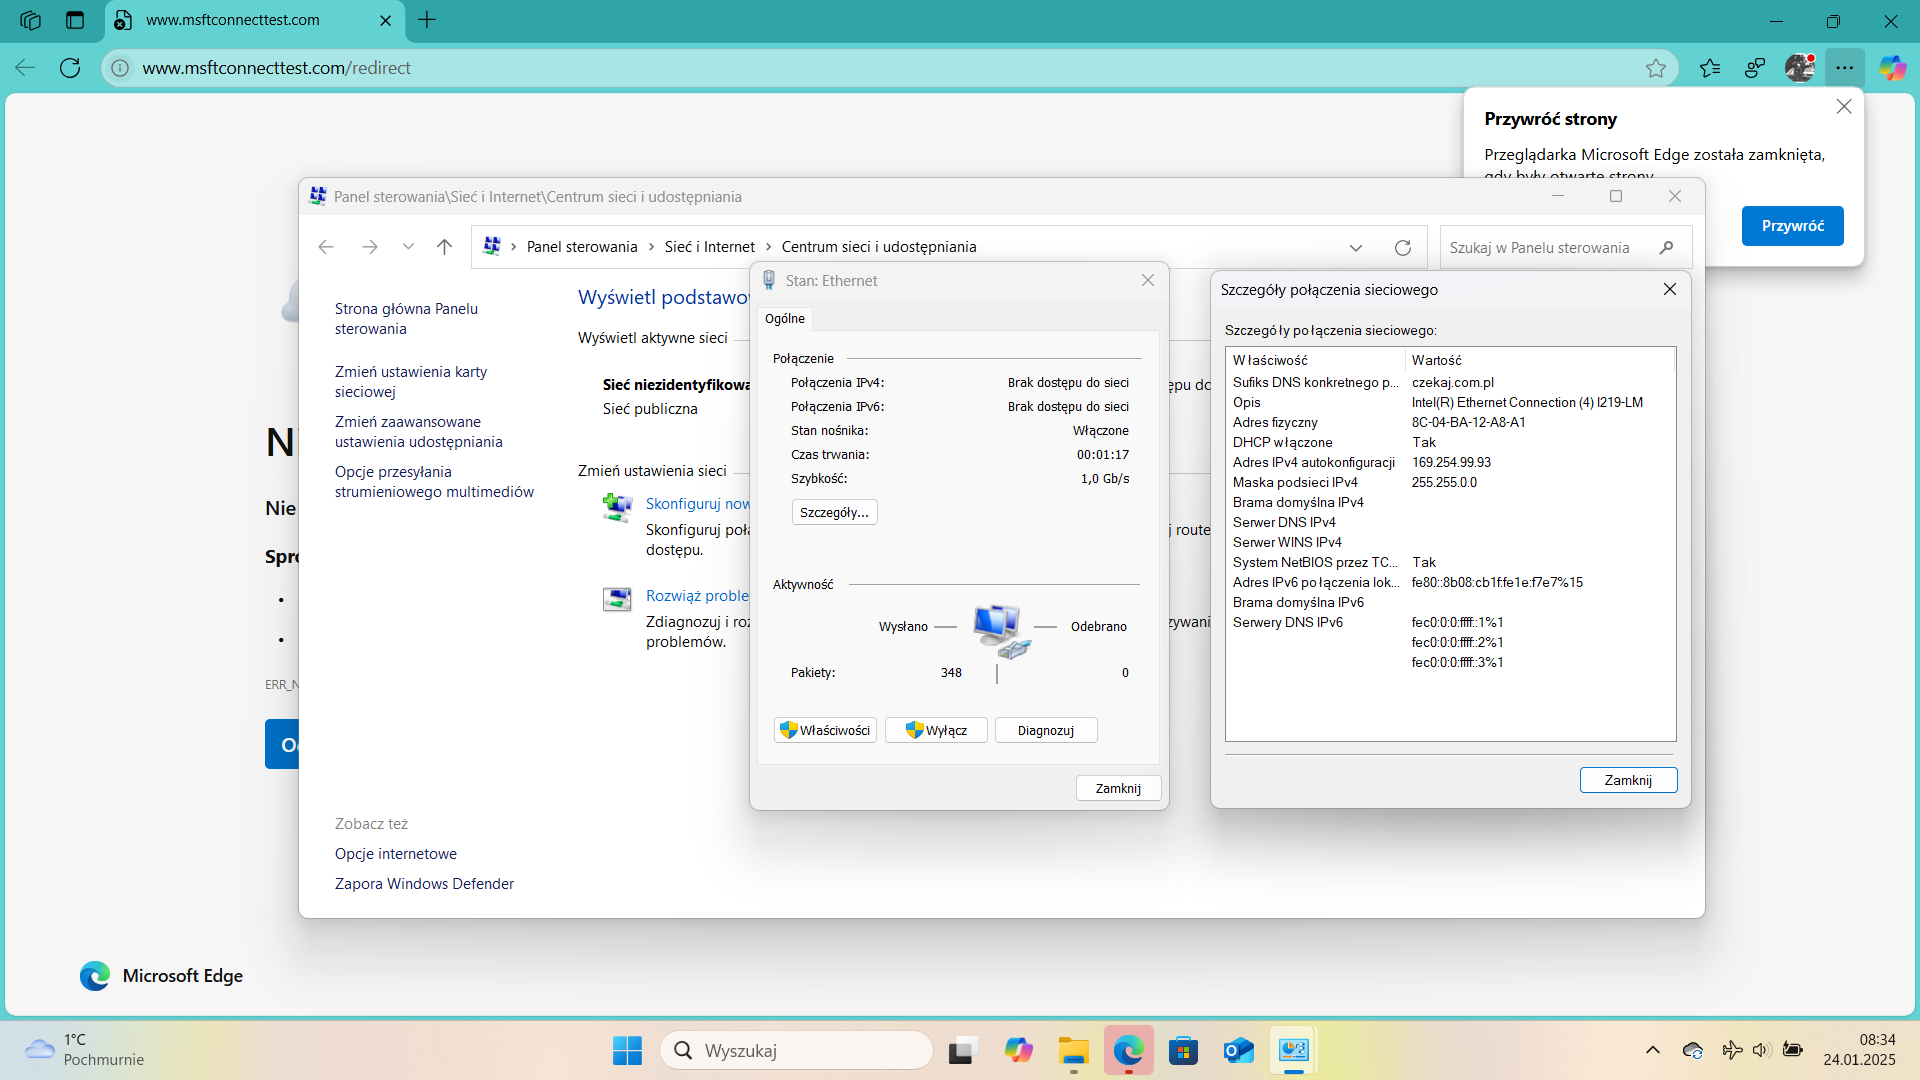 www.msftconnecttest.com
www.msftconnecttest.com/redirect
Przywróć strony
Przeglądarka Microsoft Edge została zamknięta,
gdy były otwarte strony
Przywróć
Panel sterowania\Sieć i Internet\Centrum sieci i udostępniania
Panel sterowania > Sieć i Internet > Centrum sieci i udostępniania
Szukaj w Panelu sterowania
Strona główna Panelu
sterowania
Zmień ustawienia karty
sieciowej
Zmień zaawansowane
ustawienia udostępniania
Opcje przesyłania
strumieniowego multimediów
Zobacz też
Opcje internetowe
Zapora Windows Defender
Wyświetl podstawo
Wyświetl aktywne sieci
Sieć niezidentyfikowa
Sieć publiczna
Zmień ustawienia sieci
Skonfiguruj now
Skonfiguruj poł
dostępu.
Rozwiąż proble
Zdiagnozuj i roz
problemów.
ępu do
j route
zywani
Stan: Ethernet
Ogólne
Połączenie
Połączenia IPv4: Brak dostępu do sieci
Połączenia IPv6: Brak dostępu do sieci
Stan nośnika: Włączone
Czas trwania: 00:01:17
Szybkość: 1,0 Gb/s
Szczegóły...
Aktywność
Wysłano — — Odebrano
Pakiety: 348 | 0
Właściwości
Wyłącz
Diagnozuj
Zamknij
Szczegóły połączenia sieciowego
Szczegóły połączenia sieciowego:
Właściwość Wartość
Sufiks DNS konkretnego p... czekaj.com.pl
Opis Intel(R) Ethernet Connection (4) I219-LM
Adres fizyczny 8C-04-BA-12-A8-A1
DHCP włączone Tak
Adres IPv4 autokonfiguracji 169.254.99.93
Maska podsieci IPv4 255.255.0.0
Brama domyślna IPv4
Serwer DNS IPv4
Serwer WINS IPv4
System NetBIOS przez TC... Tak
Adres IPv6 połączenia lok... fe80::8b08:cb1f:fe1e:f7e7%15
Brama domyślna IPv6
Serwery DNS IPv6 fec0:0:0:ffff::1%1
fec0:0:0:ffff::2%1
fec0:0:0:ffff::3%1
Zamknij
Ni
Nie
Spro
ERR_N
Od
Microsoft Edge
1°C
Pochmurnie
Wyszukaj
08:34
24.01.2025